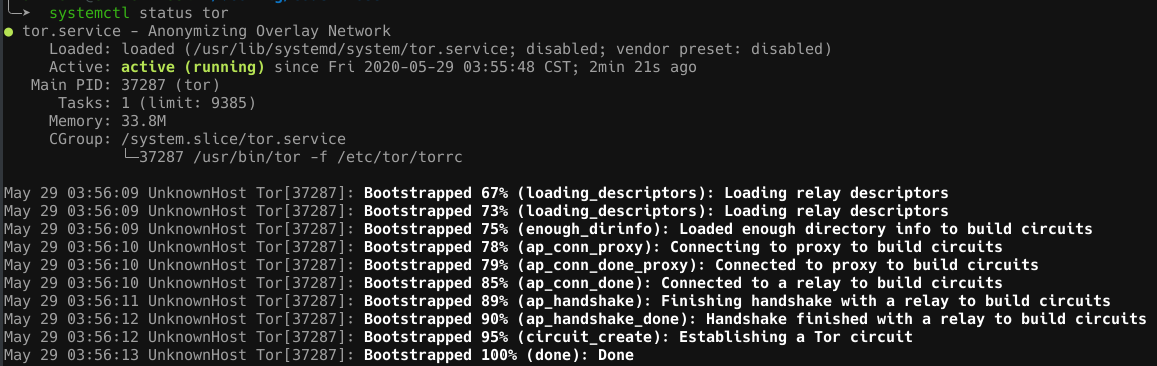 systemctl status tor
● tor.service - Anonymizing Overlay Network
Loaded: loaded (/usr/lib/systemd/system/tor.service; disabled; vendor preset: disabled)
Active: active (running) since Fri 2020-05-29 03:55:48 CST; 2min 21s ago
Main PID: 37287 (tor)
Tasks: 1 (limit: 9385)
Memory: 33.8M
CGroup: /system.slice/tor.service
└─37287 /usr/bin/tor -f /etc/tor/torrc
May 29 03:56:09 UnknownHost Tor[37287]: Bootstrapped 67% (loading_descriptors): Loading relay descriptors
May 29 03:56:09 UnknownHost Tor[37287]: Bootstrapped 73% (loading_descriptors): Loading relay descriptors
May 29 03:56:09 UnknownHost Tor[37287]: Bootstrapped 75% (enough_dirinfo): Loaded enough directory info to build circuits
May 29 03:56:10 UnknownHost Tor[37287]: Bootstrapped 78% (ap_conn_proxy): Connecting to proxy to build circuits
May 29 03:56:10 UnknownHost Tor[37287]: Bootstrapped 79% (ap_conn_done_proxy): Connected to proxy to build circuits
May 29 03:56:10 UnknownHost Tor[37287]: Bootstrapped 85% (ap_conn_done): Connected to a relay to build circuits
May 29 03:56:11 UnknownHost Tor[37287]: Bootstrapped 89% (ap_handshake): Finishing handshake with a relay to build circuits
May 29 03:56:12 UnknownHost Tor[37287]: Bootstrapped 90% (ap_handshake_done): Handshake finished with a relay to build circuits
May 29 03:56:12 UnknownHost Tor[37287]: Bootstrapped 95% (circuit_create): Establishing a Tor circuit
May 29 03:56:13 UnknownHost Tor[37287]: Bootstrapped 100% (done): Done